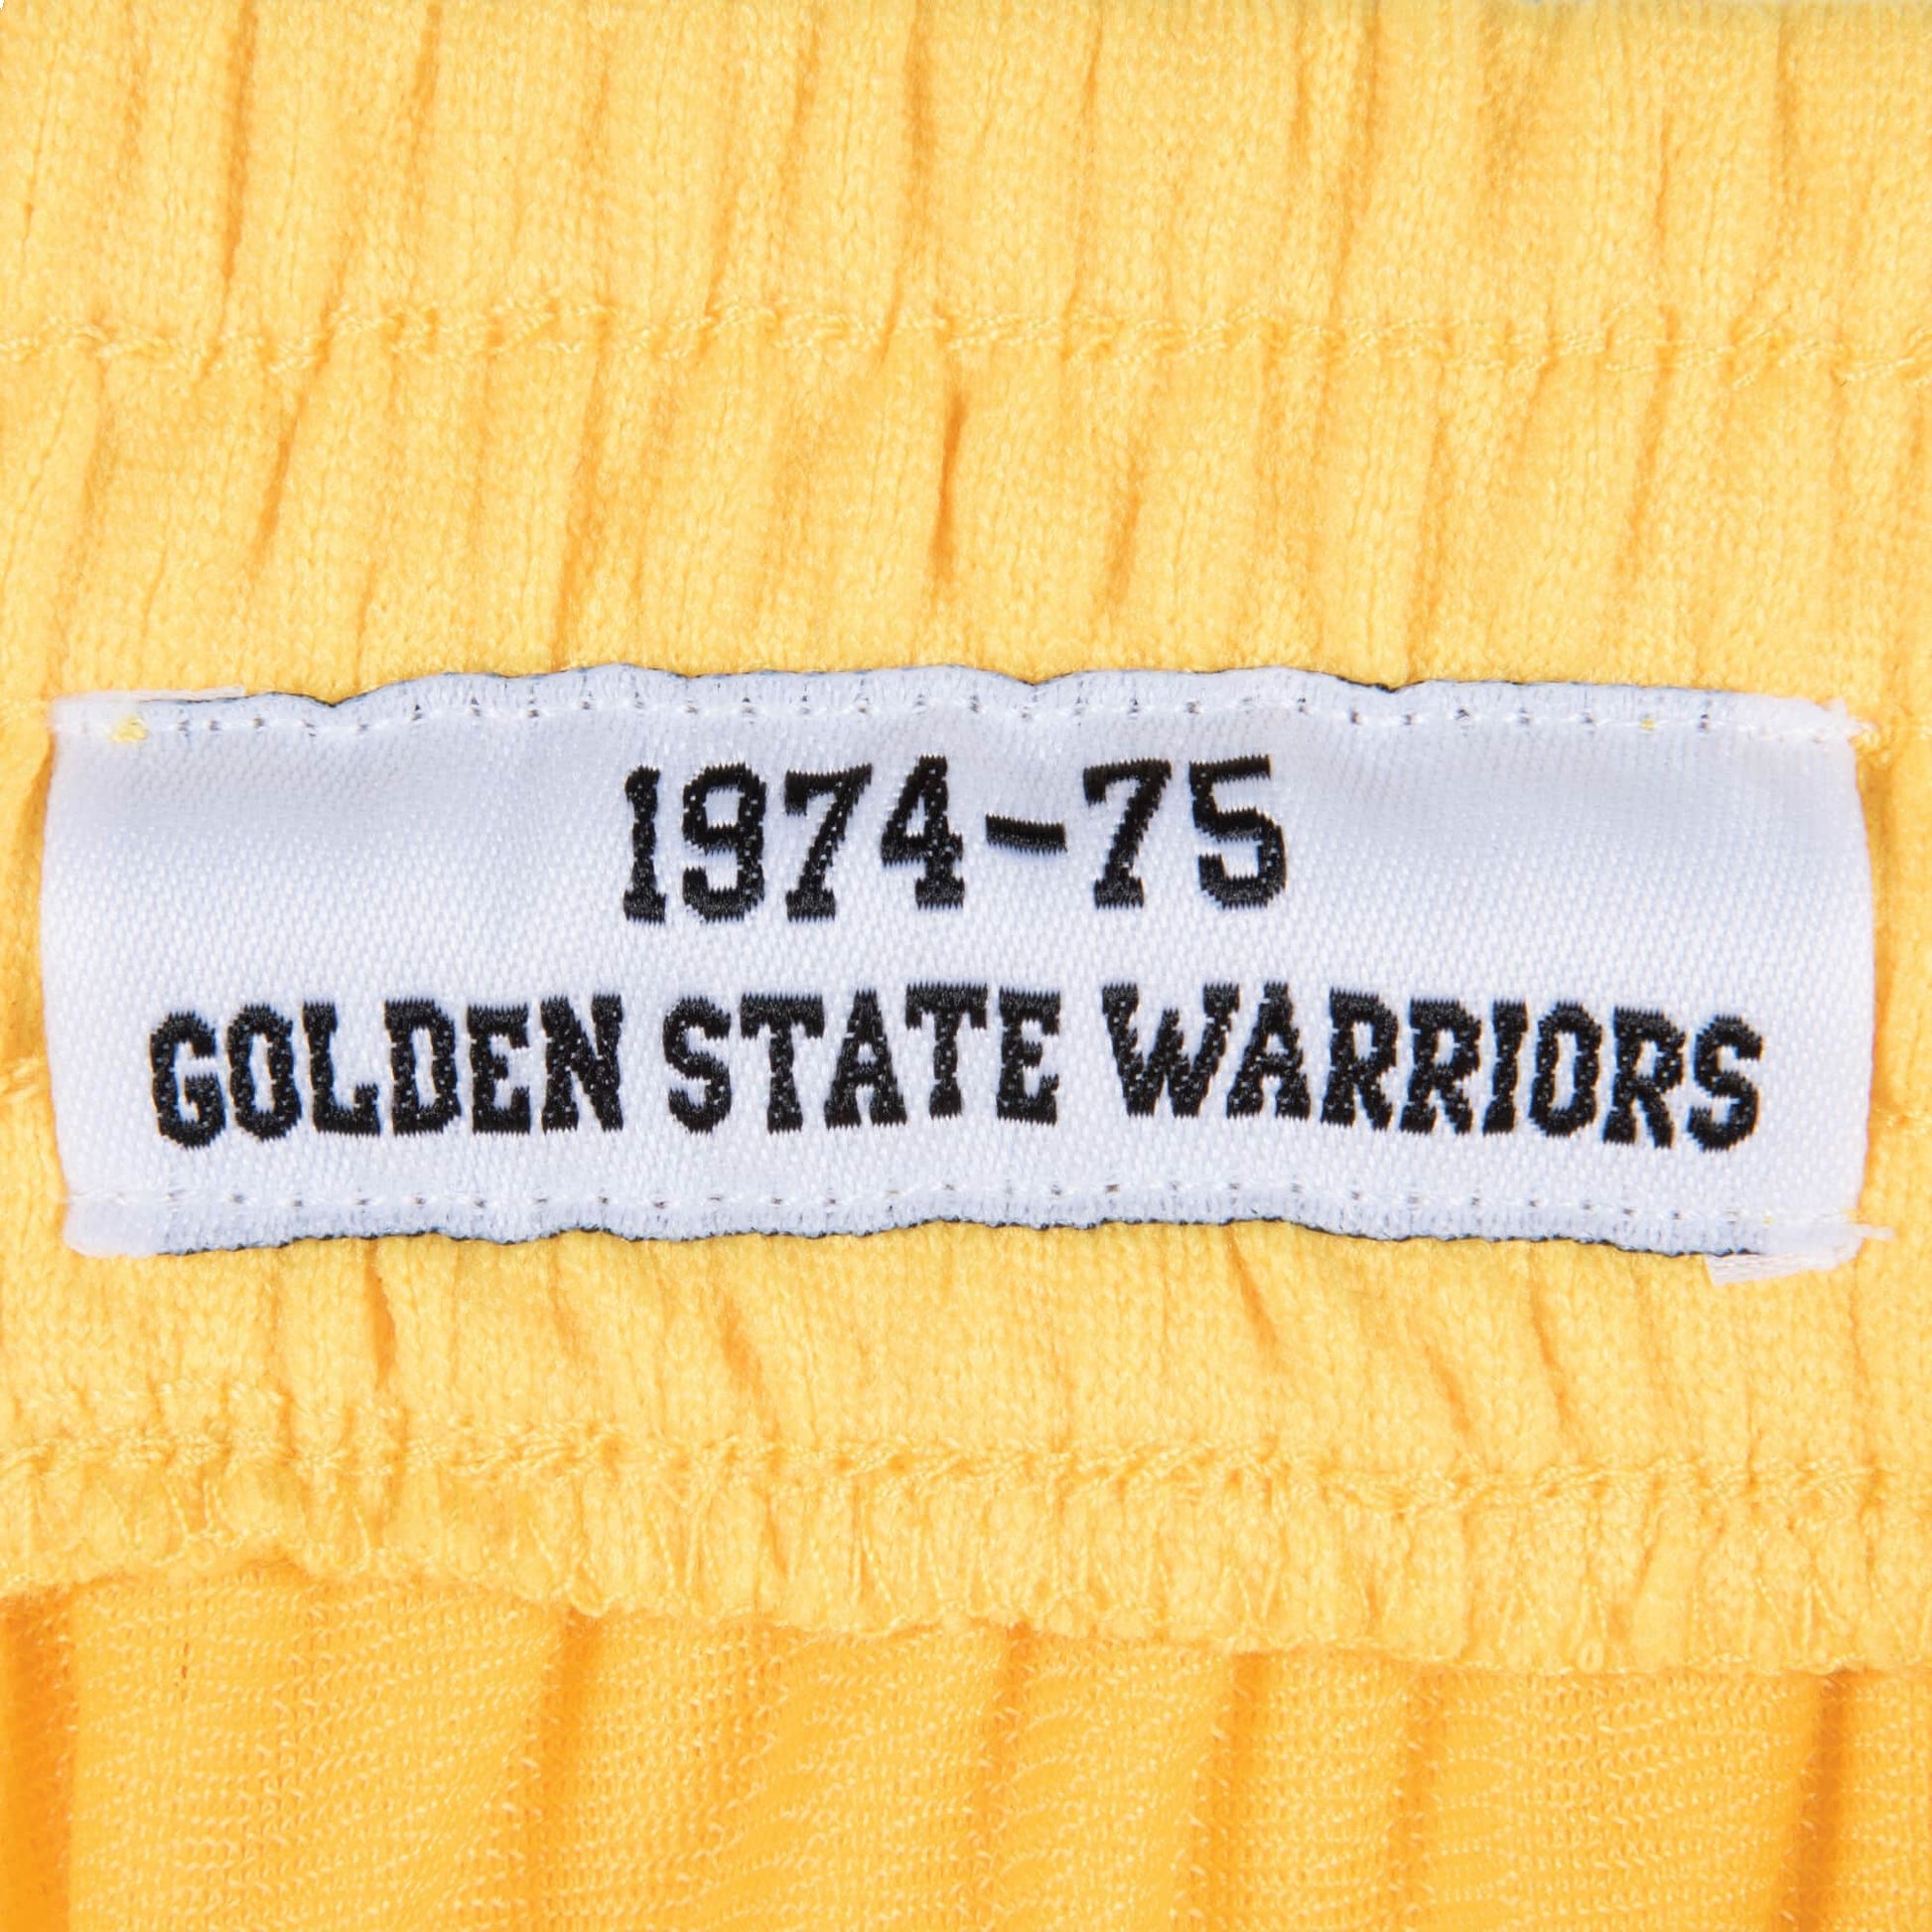 1974-75
GOLDEN STATE WARRIORS